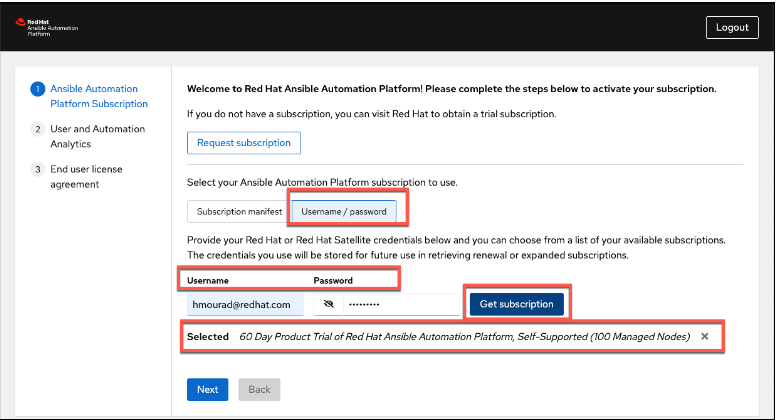 Red Hat
Ansible Automation
Platform
Logout
1 Ansible Automation
Platform Subscription
2 User and Automation
Analytics
3 End user license
agreement
Welcome to Red Hat Ansible Automation Platform! Please complete the steps below to activate your subscription.
If you do not have a subscription, you can visit Red Hat to obtain a trial subscription.
Request subscription
Select your Ansible Automation Platform subscription to use.
Subscription manifest Username / password
Provide your Red Hat or Red Hat Satellite credentials below and you can choose from a list of your available subscriptions.
The credentials you use will be stored for future use in retrieving renewal or expanded subscriptions.
Username Password
hmourad@redhat.com ••••••••• Get subscription
Selected 60 Day Product Trial of Red Hat Ansible Automation Platform, Self-Supported (100 Managed Nodes) ×
Next Back